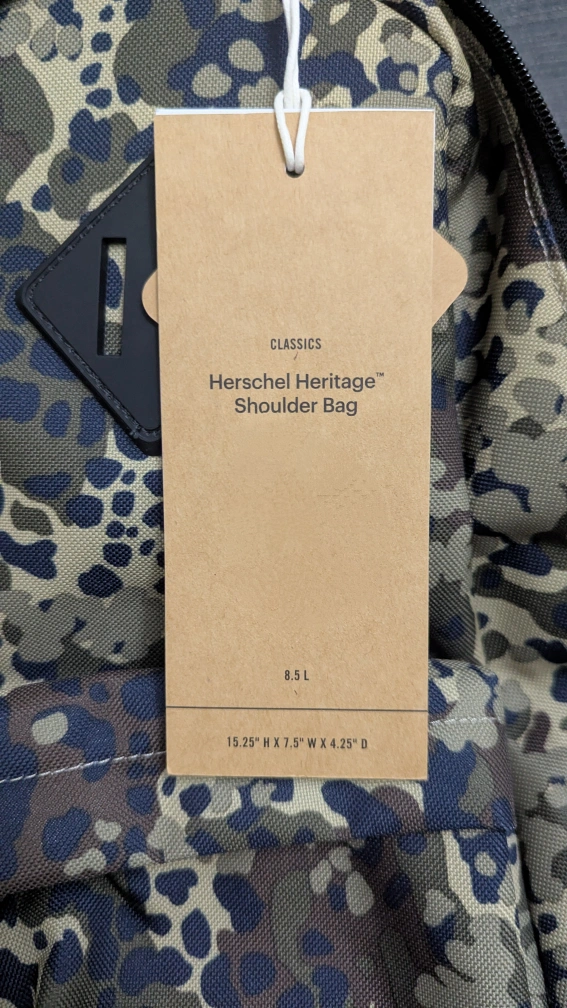 CLASSICS
Herschel Heritage™
Shoulder Bag
8.5 L
15.25" H X 7.5" W X 4.25" D